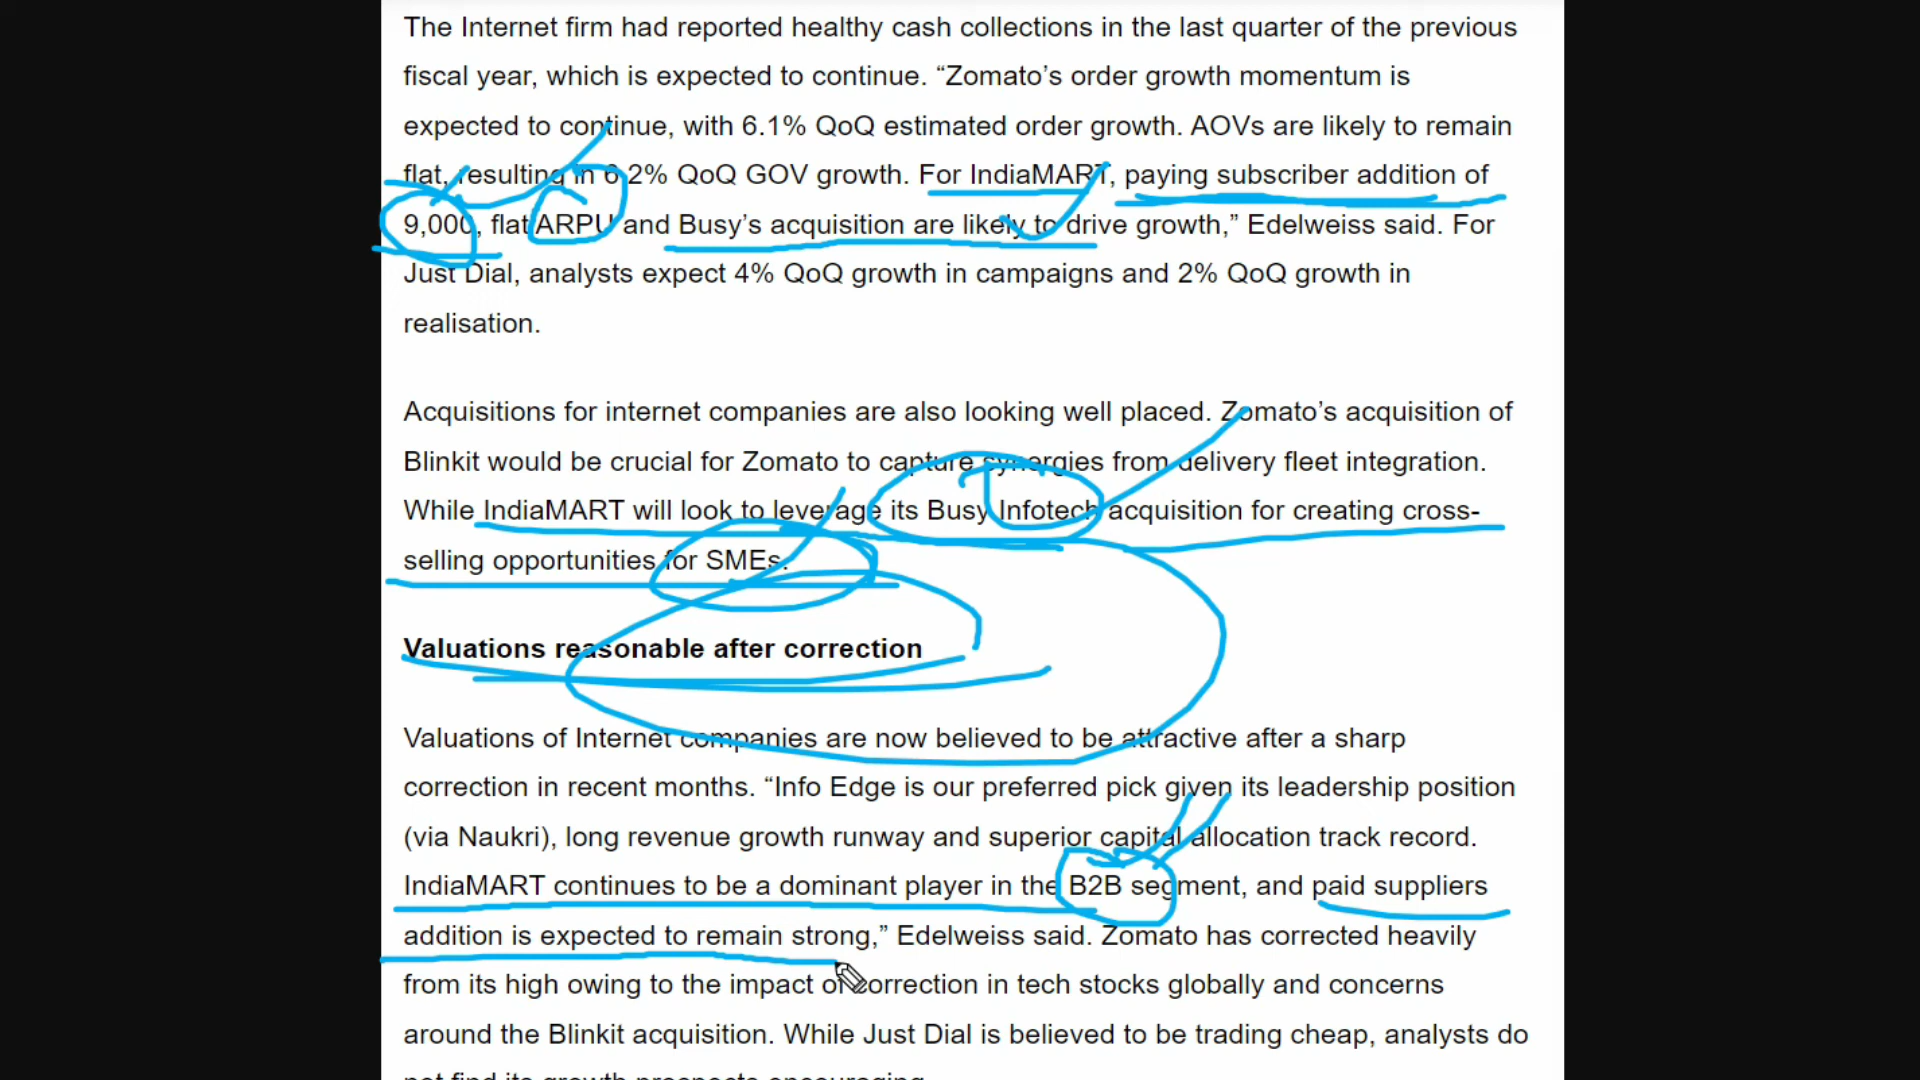 The Internet firm had reported healthy cash collections in the last quarter of the previous
fiscal year, which is expected to continue. “Zomato’s order growth momentum is
expected to continue, with 6.1% QoQ estimated order growth. AOVs are likely to remain
flat, resulting in 6.2% QoQ GOV growth. For IndiaMART, paying subscriber addition of
9,000, flat ARPU and Busy’s acquisition are likely to drive growth,” Edelweiss said. For
Just Dial, analysts expect 4% QoQ growth in campaigns and 2% QoQ growth in
realisation.
Acquisitions for internet companies are also looking well placed. Zomato’s acquisition of
Blinkit would be crucial for Zomato to capture synergies from delivery fleet integration.
While IndiaMART will look to leverage its Busy Infotech acquisition for creating cross-
selling opportunities for SMEs.
Valuations reasonable after correction
Valuations of Internet companies are now believed to be attractive after a sharp
correction in recent months. “Info Edge is our preferred pick given its leadership position
(via Naukri), long revenue growth runway and superior capital allocation track record.
IndiaMART continues to be a dominant player in the B2B segment, and paid suppliers
addition is expected to remain strong,” Edelweiss said. Zomato has corrected heavily
from its high owing to the impact of correction in tech stocks globally and concerns
around the Blinkit acquisition. While Just Dial is believed to be trading cheap, analysts do
not find its growth prospects encouraging.